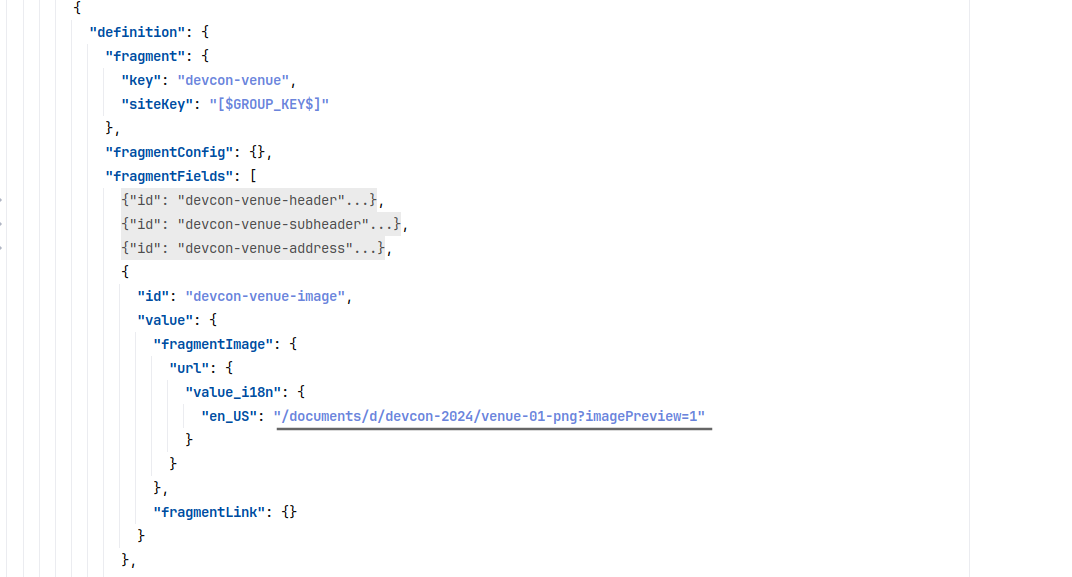 {
"definition": {
"fragment": {
"key": "devcon-venue",
"siteKey": "[$GROUP_KEY$]"
},
"fragmentConfig": {},
"fragmentFields": [
{"id": "devcon-venue-header"...},
{"id": "devcon-venue-subheader"...},
{"id": "devcon-venue-address"...},
{
"id": "devcon-venue-image",
"value": {
"fragmentImage": {
"url": {
"value_i18n": {
"en_US": "/documents/d/devcon-2024/venue-01-png?imagePreview=1"
}
}
},
"fragmentLink": {}
}
},